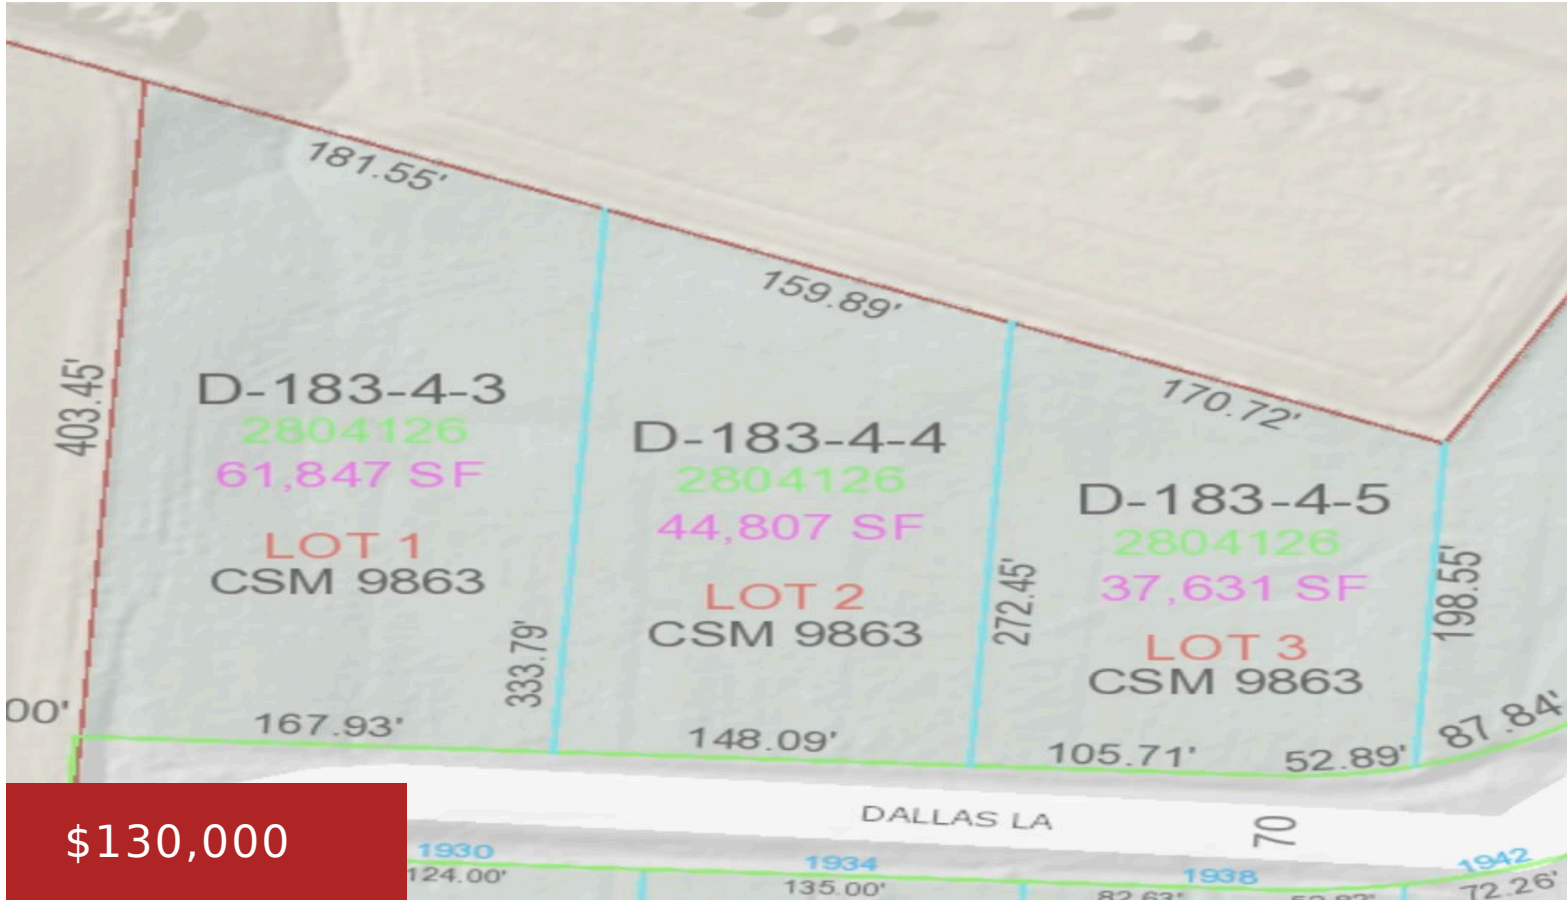 181.55'
159.89'
170.72'
403.45'
D-183-4-3
2804126
61,847 SF
LOT 1
CSM 9863
333.79'
D-183-4-4
2804126
44,807 SF
LOT 2
CSM 9863
272.45'
D-183-4-5
2804126
37,631 SF
LOT 3
CSM 9863
198.55'
00'
167.93'
148.09'
105.71'
52.89'
87.84'
DALLAS LA
70
$130,000
1930
1934
1938
1942
124.00'
135.00'
82.63'
72.26'